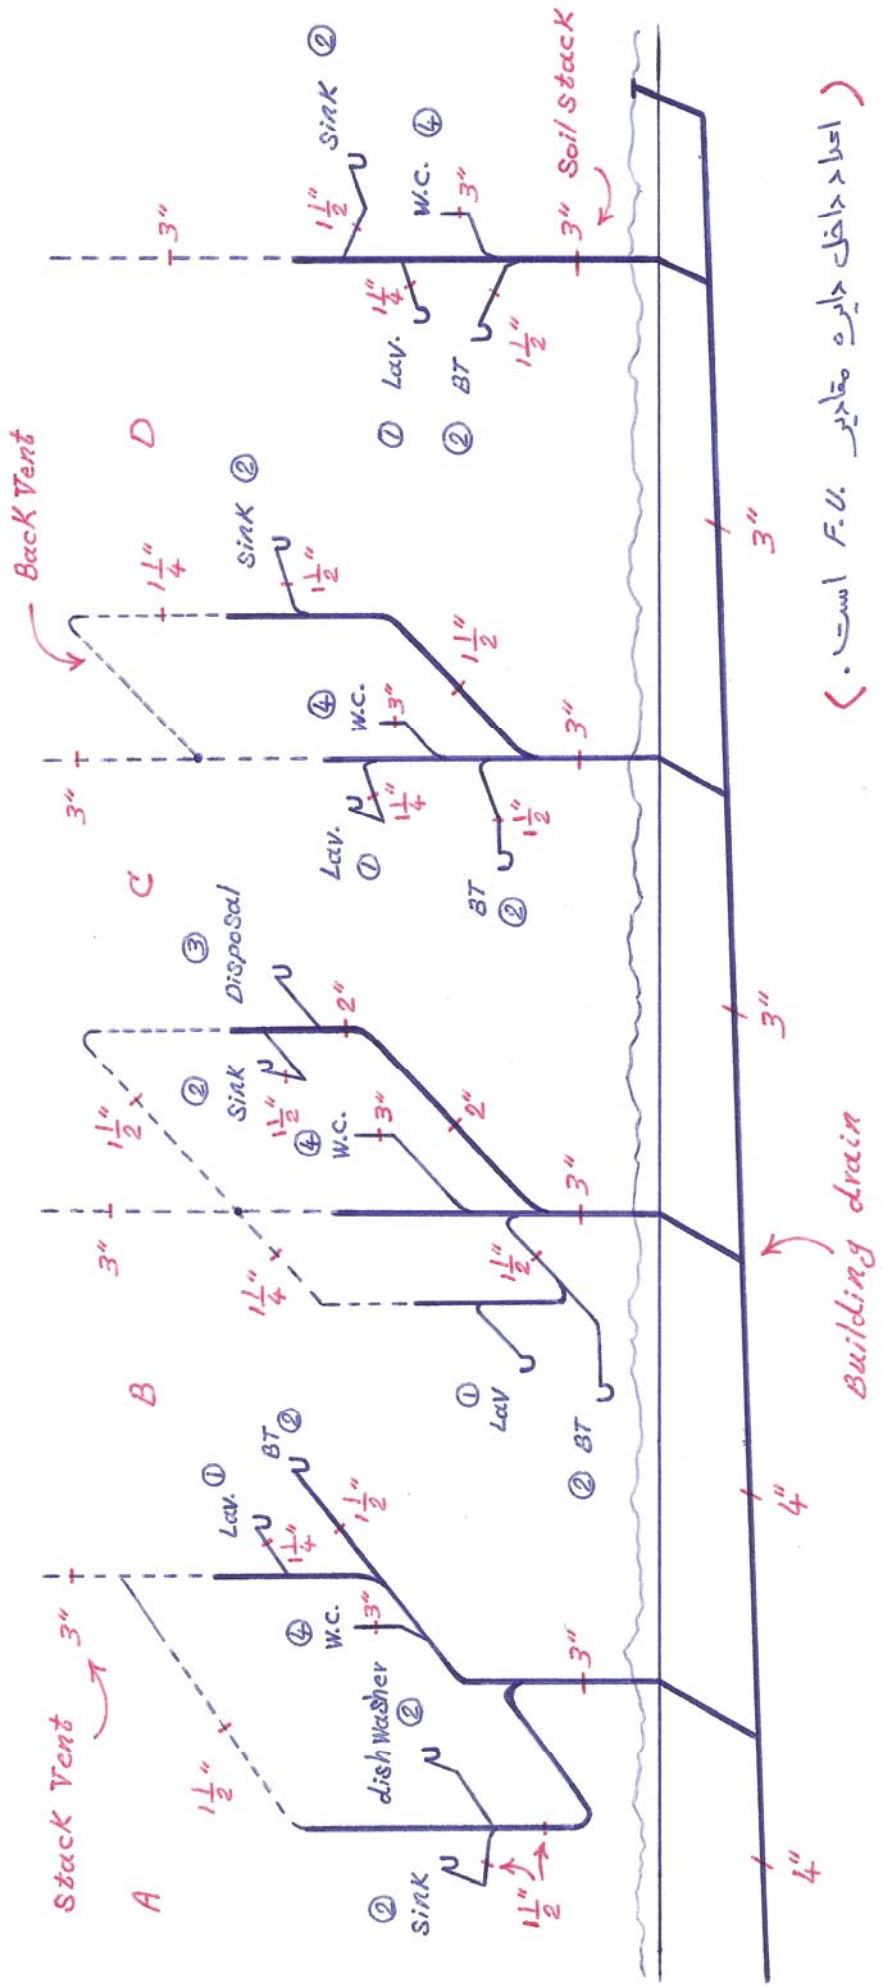 Stack Vent
3"
1 1/2"
A
Lav. ①
1 1/4"
BT ②
1 1/2"
④
W.C.
3"
dishwasher
②
②
Sink
1 1/2"
3"
B
3"
1 1/2"
1 1/4"
③
Disposal
②
Sink
1 1/2"
2"
④
W.C.
3"
2"
①
Lav
1 1/2"
② BT
3"
Back Vent
C
3"
1 1/4"
Sink ②
1 1/2"
④
W.C.
3"
Lav.
①
1 1/4"
1 1/2"
BT
②
1 1/2"
3"
D
3"
Sink ②
1 1/2"
W.C. ④
3"
① Lav.
1 1/4"
② BT
1 1/2"
3" Soil stack
4"
4"
3"
3"
Building drain
(اعداد داخل دایره مقادیر F.U. است.)